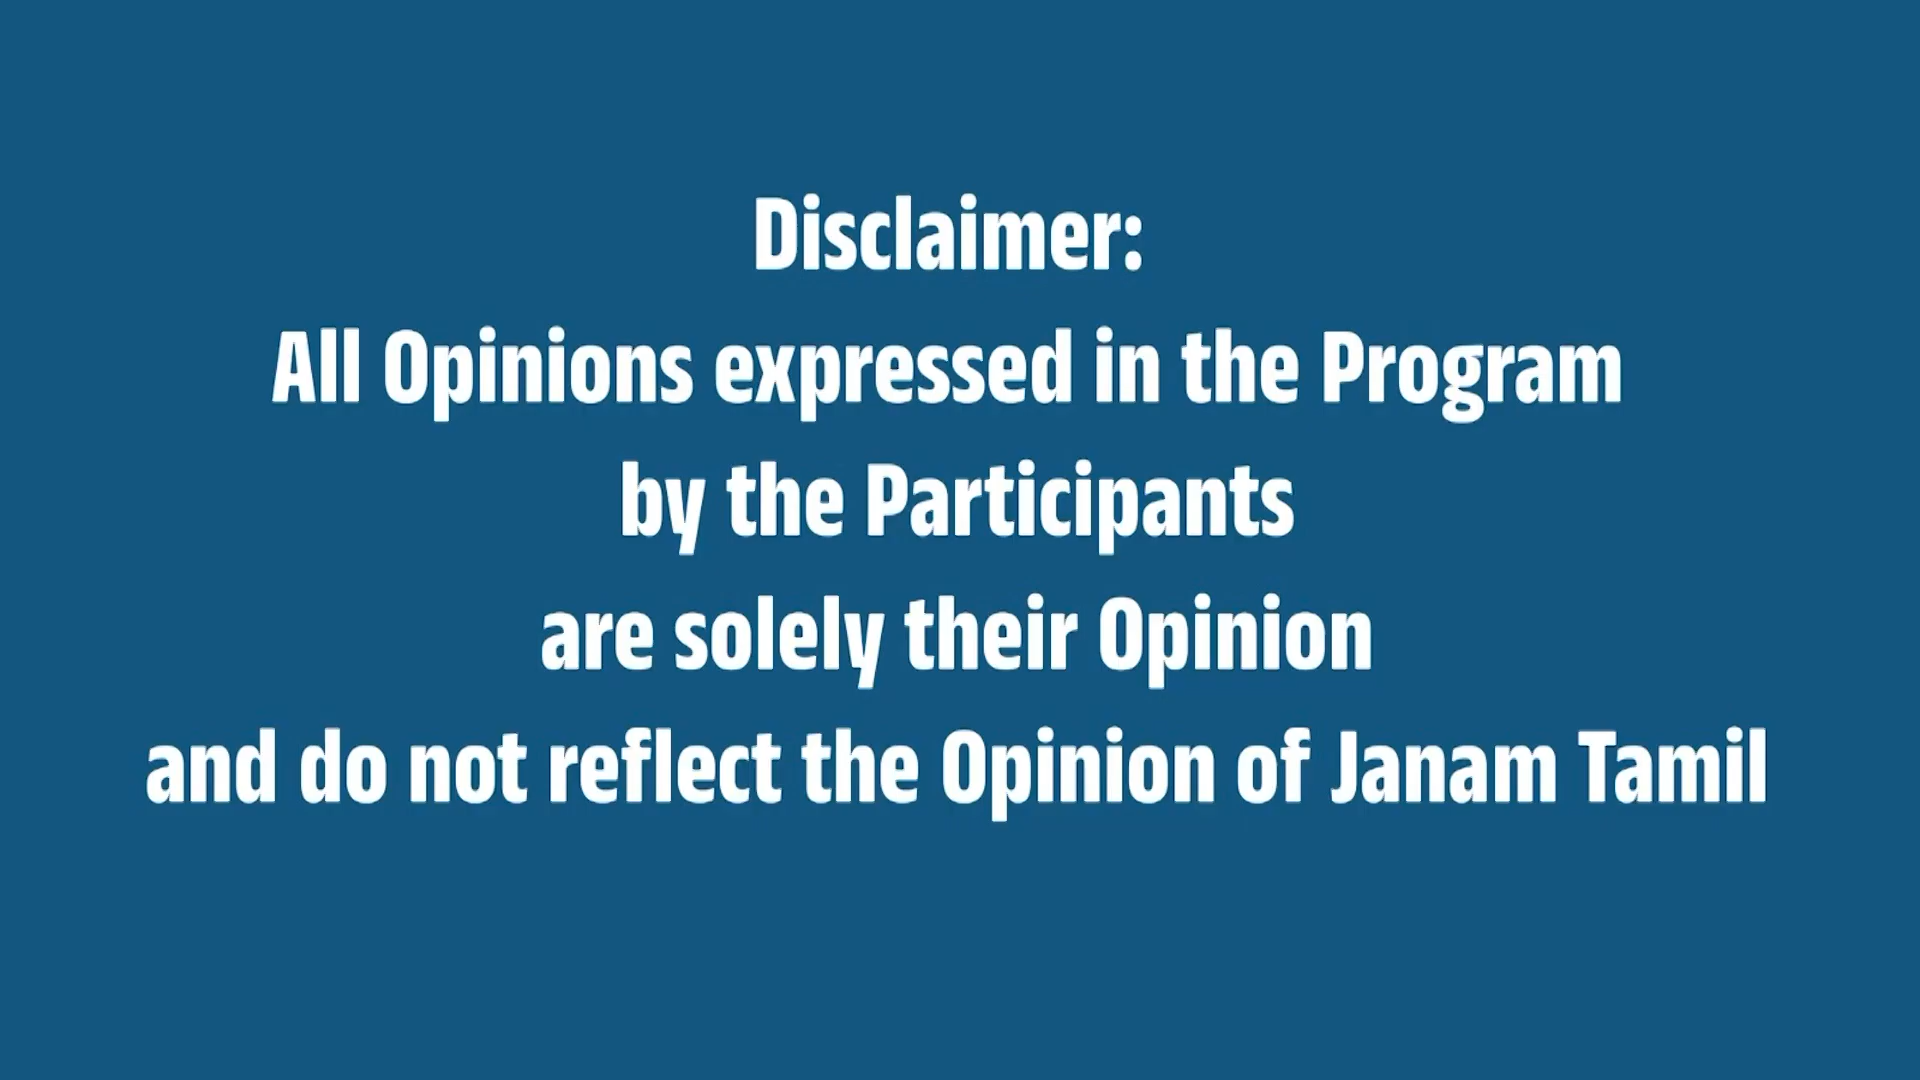 Disclaimer:
All Opinions expressed in the Program
by the Participants
are solely their Opinion
and do not reflect the Opinion of Janam Tamil